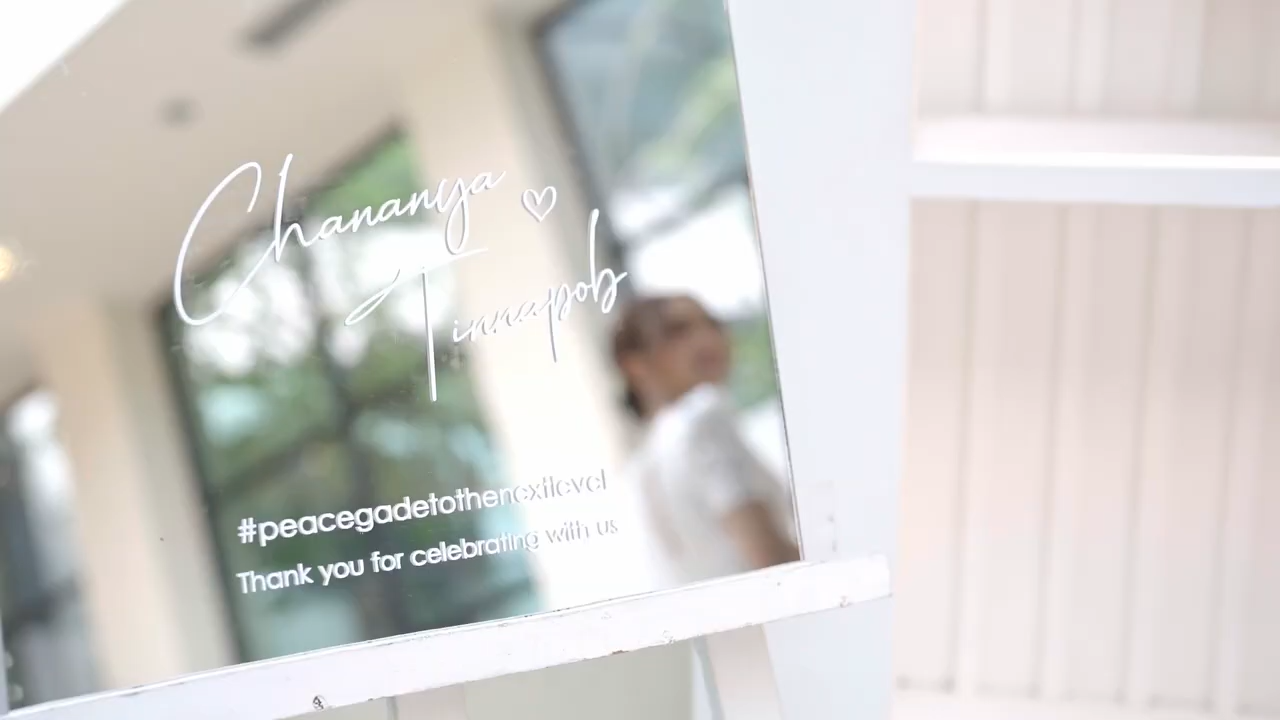 Chananya ♡
Tinnapob
#peacegadetothenextlevel
Thank you for celebrating with us